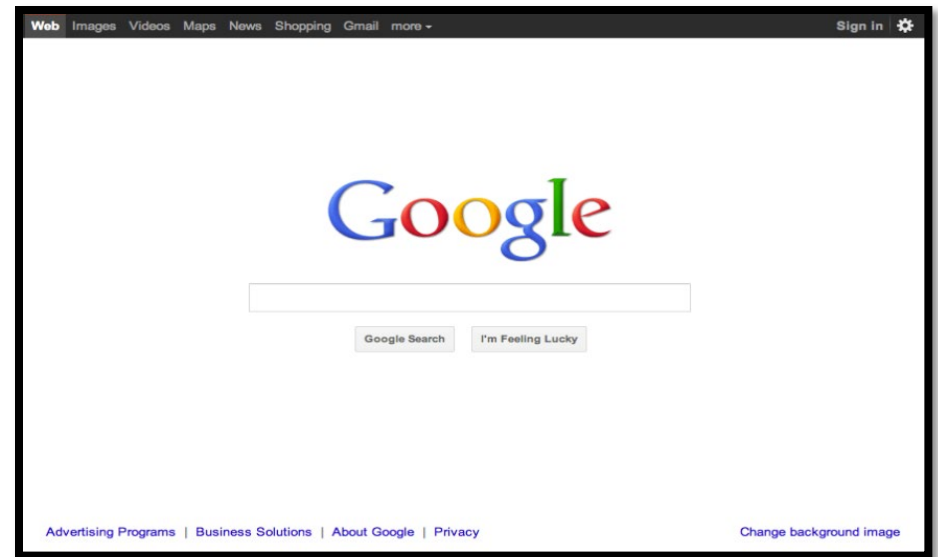 Web Images Videos Maps News Shopping Gmail more Sign in
Google
Google Search I'm Feeling Lucky
Advertising Programs | Business Solutions | About Google | Privacy Change background image